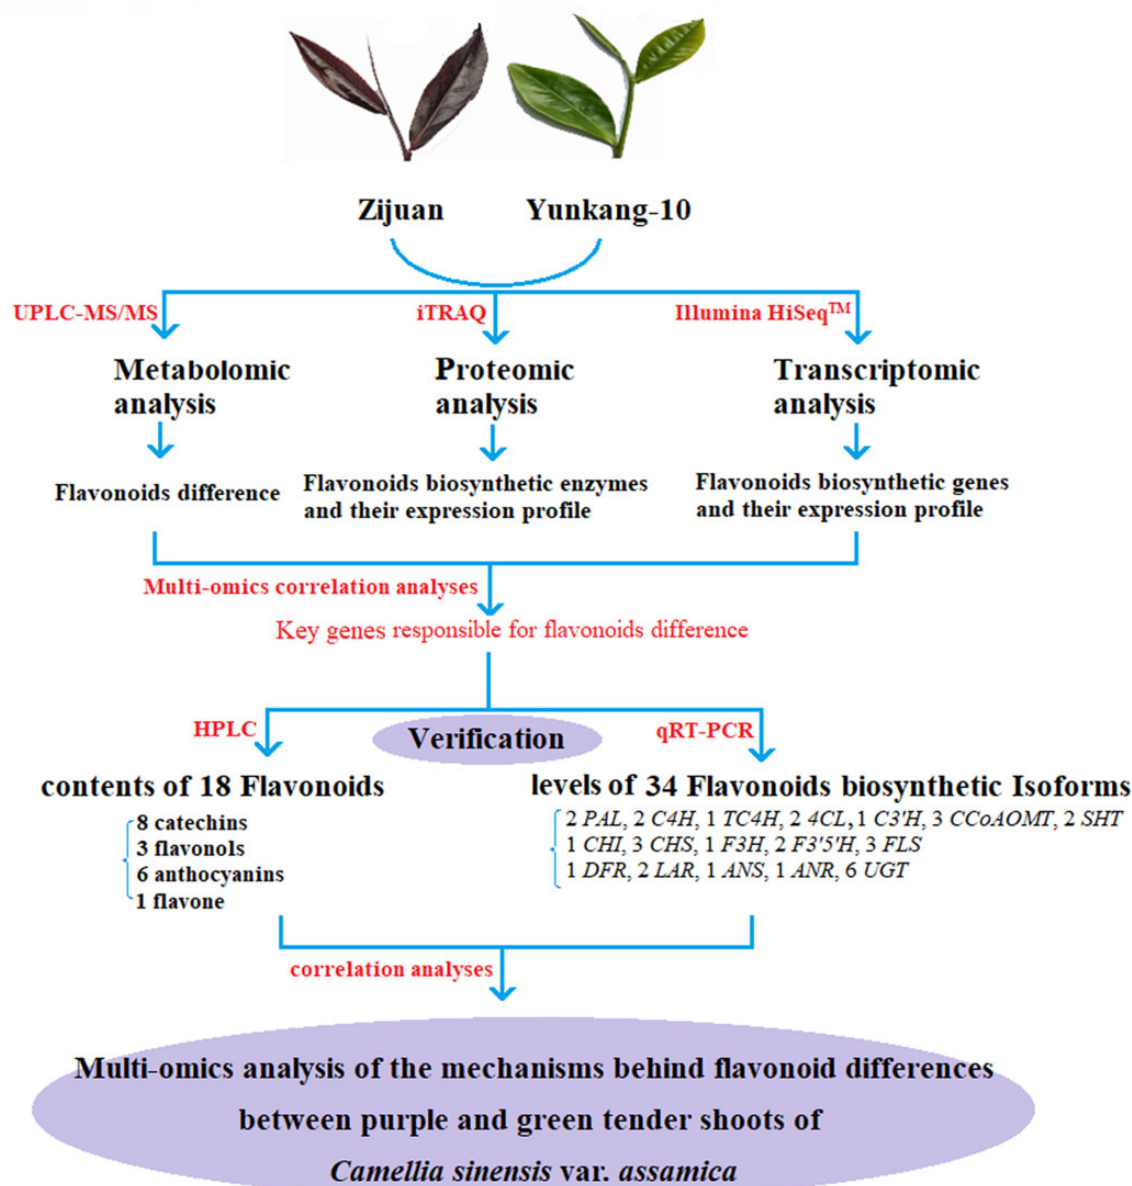 Zijuan Yunkang-10
UPLC-MS/MS iTRAQ Illumina HiSeq™
Metabolomic analysis
Proteomic analysis
Transcriptomic analysis
Flavonoids difference
Flavonoids biosynthetic enzymes
and their expression profile
Flavonoids biosynthetic genes
and their expression profile
Multi-omics correlation analyses
Key genes responsible for flavonoids difference
HPLC
Verification
qRT-PCR
contents of 18 Flavonoids
8 catechins
3 flavonols
6 anthocyanins
1 flavone
levels of 34 Flavonoids biosynthetic Isoforms
2 PAL, 2 C4H, 1 TC4H, 2 4CL, 1 C3'H, 3 CCoAOMT, 2 SHT
1 CHI, 3 CHS, 1 F3H, 2 F3'5'H, 3 FLS
1 DFR, 2 LAR, 1 ANS, 1 ANR, 6 UGT
correlation analyses
Multi-omics analysis of the mechanisms behind flavonoid differences
between purple and green tender shoots of
Camellia sinensis var. assamica